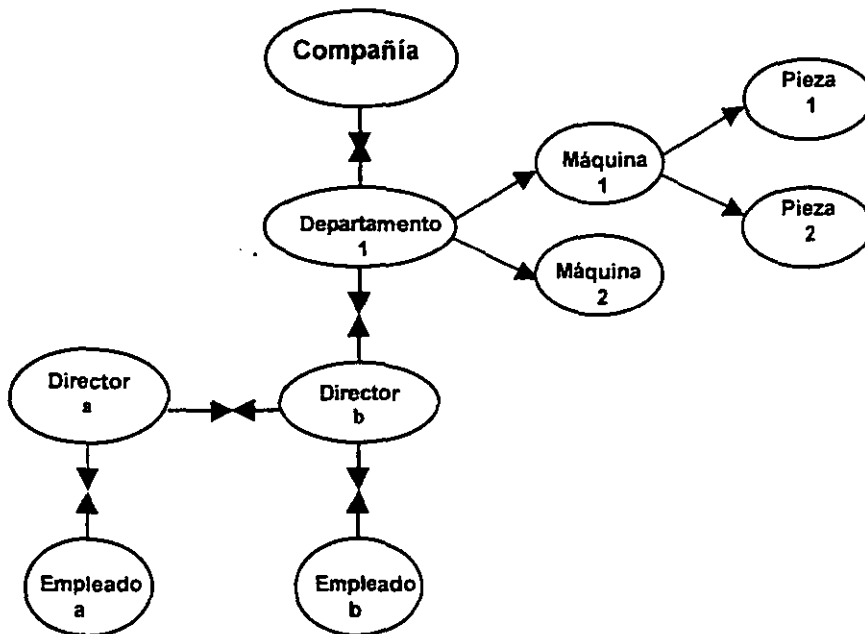 Compañía
Pieza
1
Máquina
1
Departamento
1
Pieza
2
Máquina
2
Director
a
Director
b
Empleado
a
Empleado
b